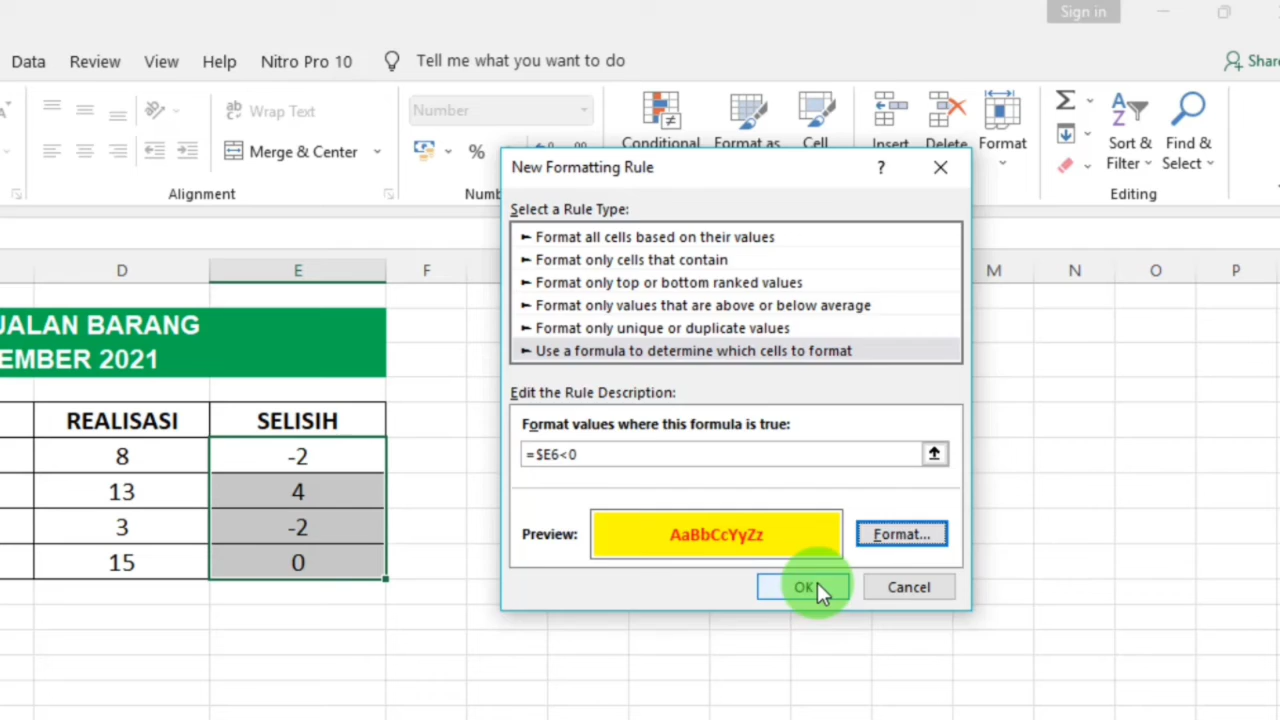 Sign in
Data Review View Help Nitro Pro 10 Tell me what you want to do Share
Wrap Text
Number
Merge & Center
%
Conditional Format as Cell
Insert Delete Format
Sort & Filter
Find & Select
Alignment
Editing
New Formatting Rule
? ×
Select a Rule Type:
► Format all cells based on their values
► Format only cells that contain
► Format only top or bottom ranked values
► Format only values that are above or below average
► Format only unique or duplicate values
► Use a formula to determine which cells to format
Edit the Rule Description:
Format values where this formula is true:
=$E6<0
Preview: AaBbCcYyZz Format...
OK Cancel
D E F M N O P
UALAN BARANG
EMBER 2021
REALISASI SELISIH
8 -2
13 4
3 -2
15 0